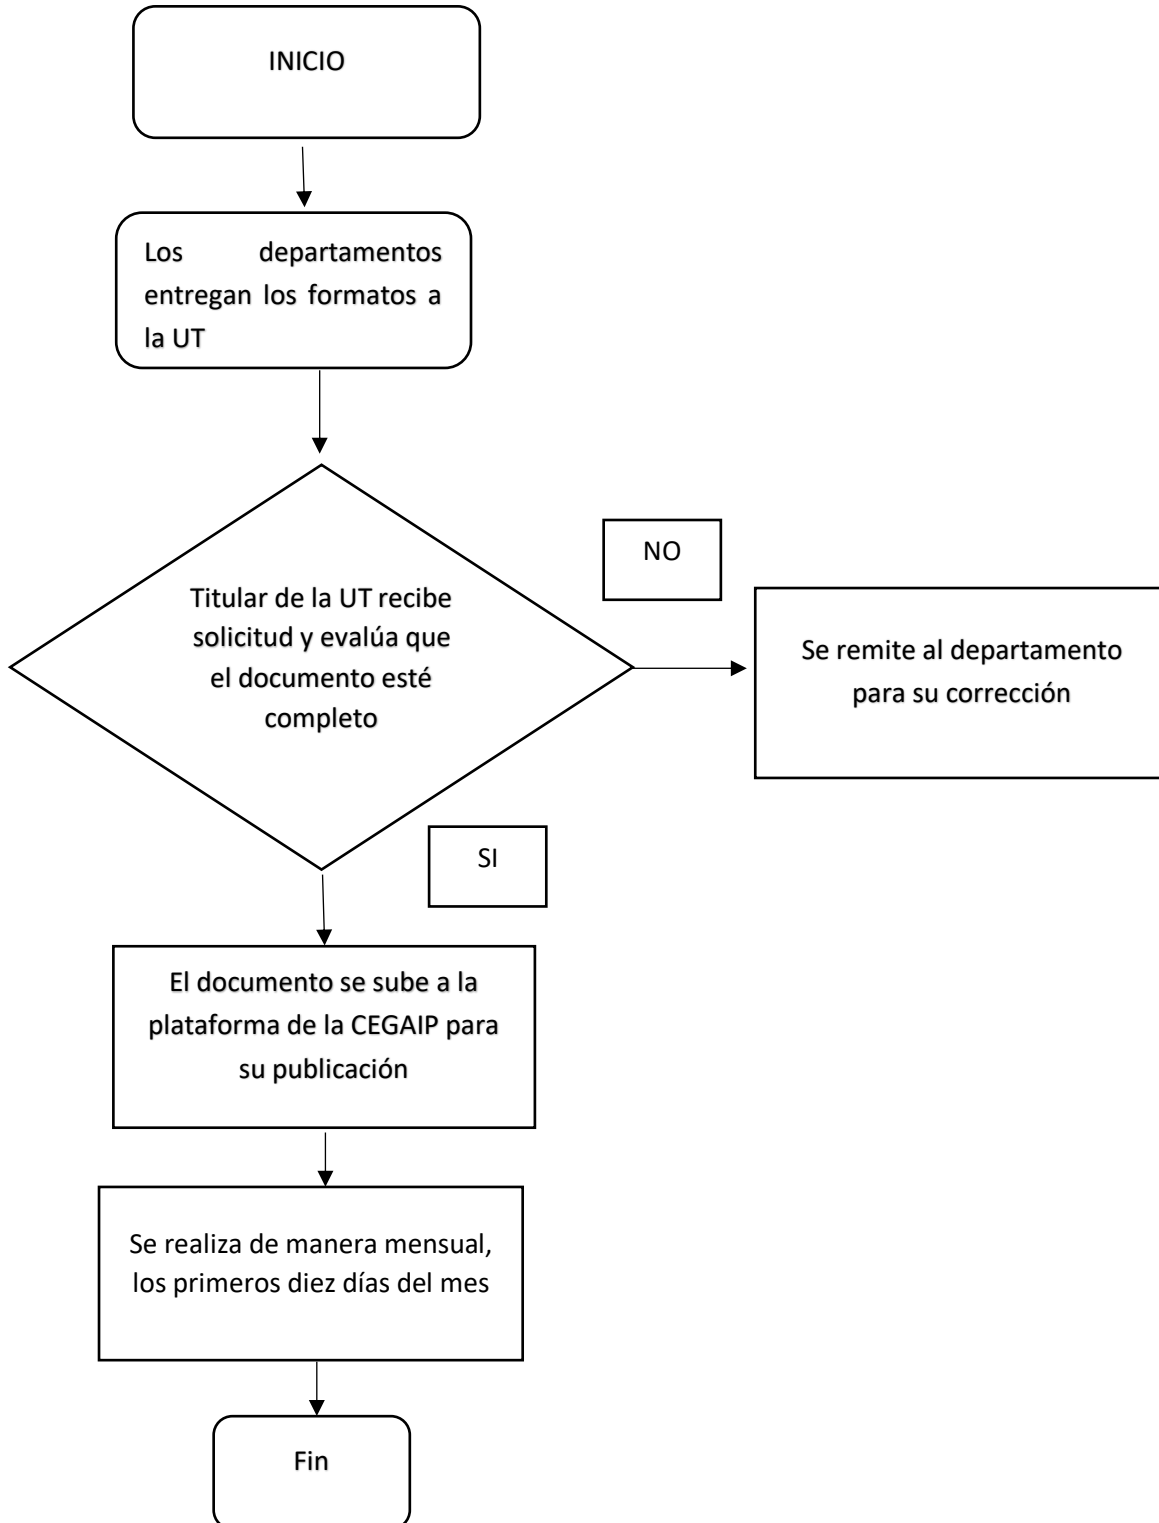 INICIO
Los departamentos
entregan los formatos a
la UT
NO
Titular de la UT recibe
solicitud y evalúa que
el documento esté
completo
Se remite al departamento
para su corrección
SI
El documento se sube a la
plataforma de la CEGAIP para
su publicación
Se realiza de manera mensual,
los primeros diez días del mes
Fin